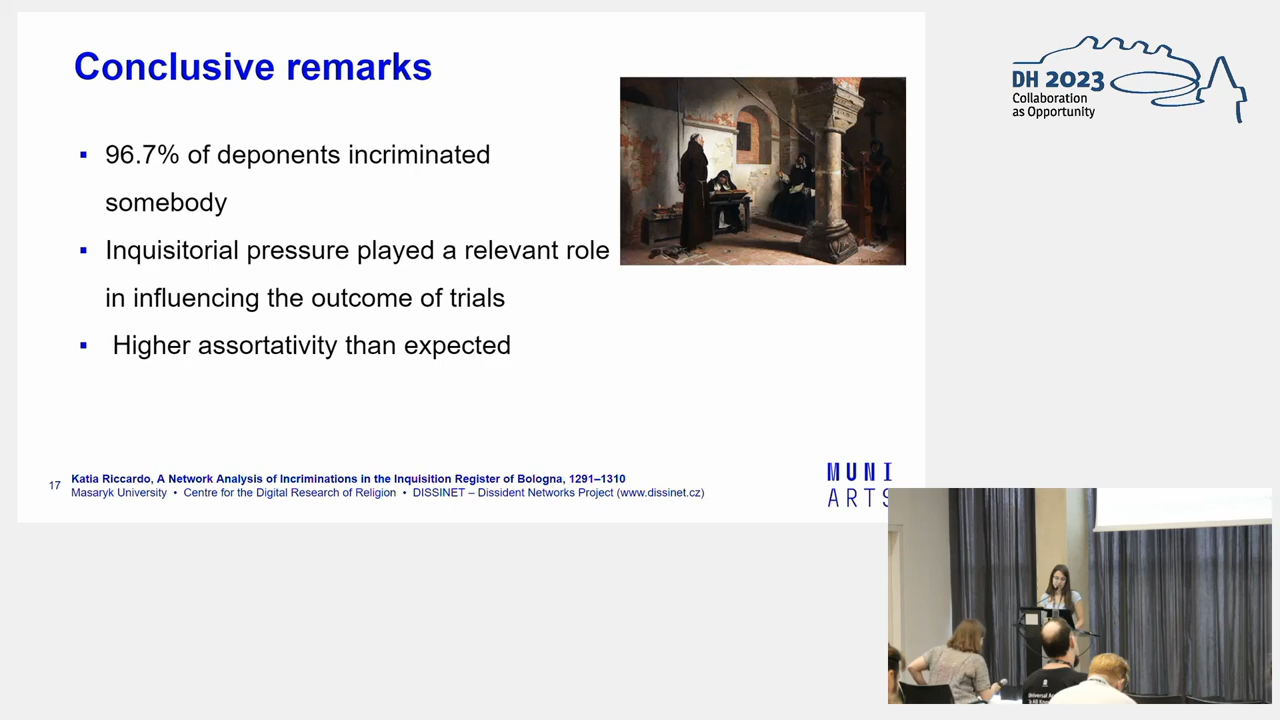 Conclusive remarks
▪ 96.7% of deponents incriminated
somebody
▪ Inquisitorial pressure played a relevant role
in influencing the outcome of trials
▪ Higher assortativity than expected
17
Katia Riccardo, A Network Analysis of Incriminations in the Inquisition Register of Bologna, 1291–1310
Masaryk University • Centre for the Digital Research of Religion • DISSINET – Dissident Networks Project (www.dissinet.cz)
MUNI
ARTS
DH 2023
Collaboration
as Opportunity